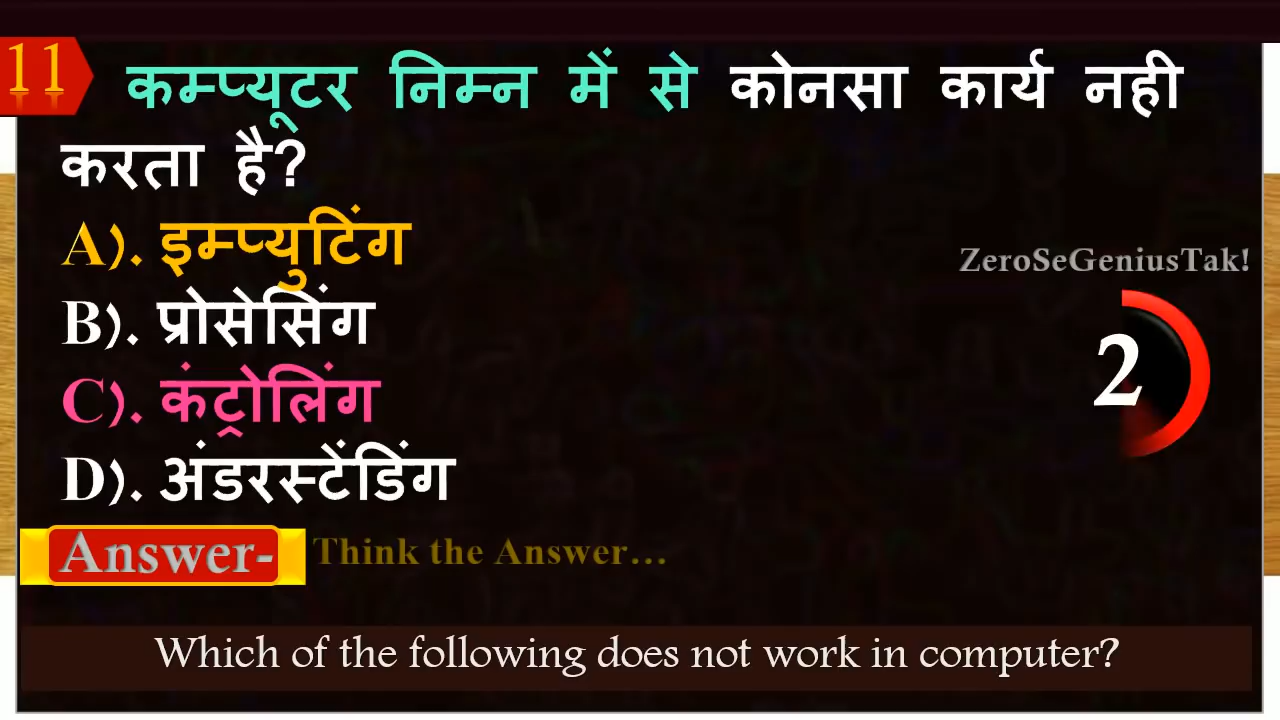 11
कम्प्यूटर निम्न में से कोनसा कार्य नही
करता है?
A). इम्प्युटिंग
ZeroSeGeniusTak!
B). प्रोसेसिंग
2
C). कंट्रोलिंग
D). अंडरस्टेंडिंग
Answer- Think the Answer...
Which of the following does not work in computer?